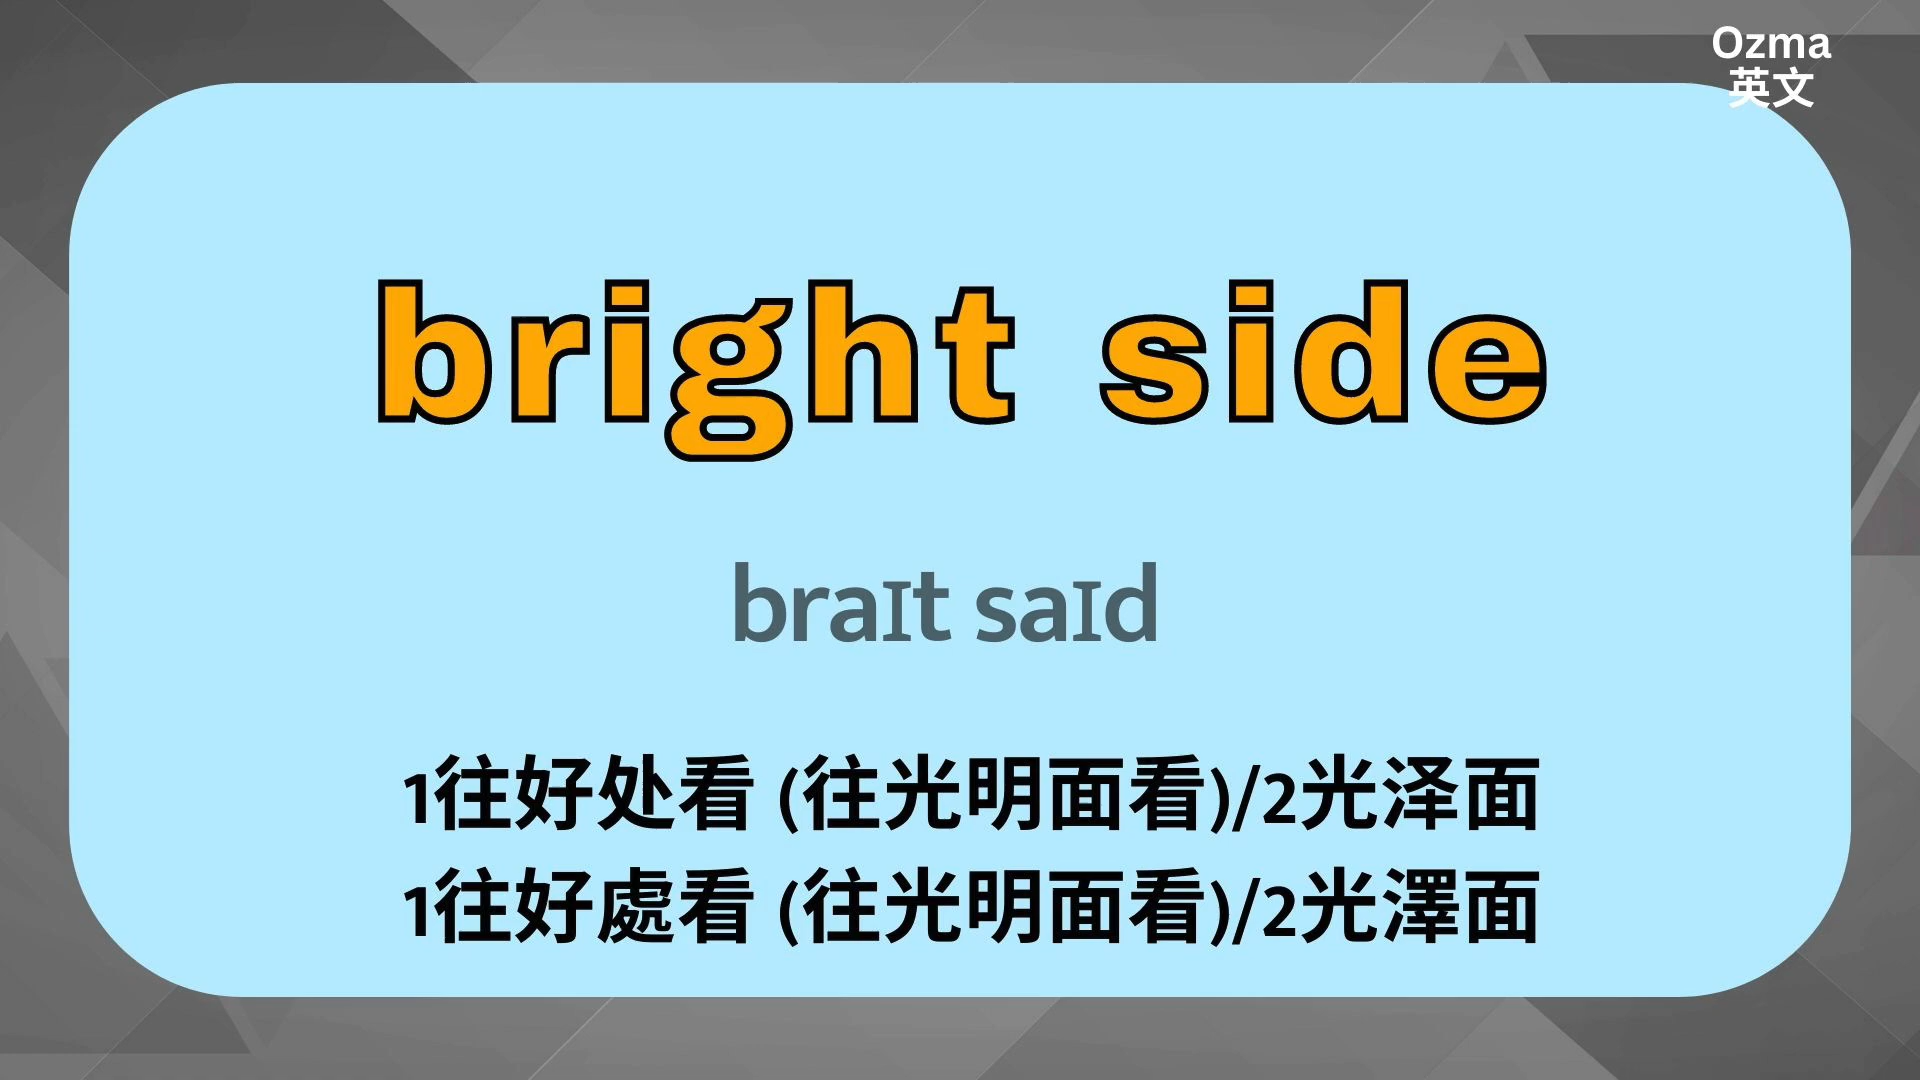 Ozma
英文
bright side
braɪt saɪd
1往好处看 (往光明面看)/2光泽面
1往好處看 (往光明面看)/2光澤面